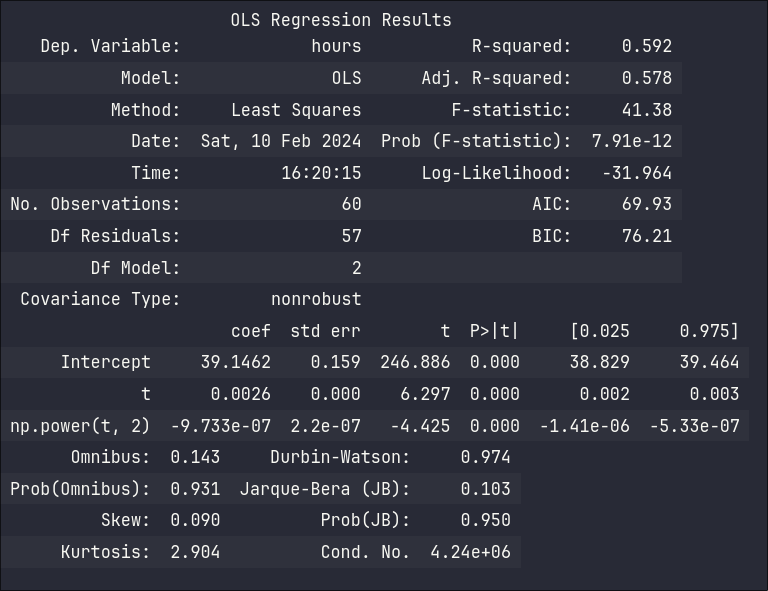 OLS Regression Results
Dep. Variable: hours R-squared: 0.592
Model: OLS Adj. R-squared: 0.578
Method: Least Squares F-statistic: 41.38
Date: Sat, 10 Feb 2024 Prob (F-statistic): 7.91e-12
Time: 16:20:15 Log-Likelihood: -31.964
No. Observations: 60 AIC: 69.93
Df Residuals: 57 BIC: 76.21
Df Model: 2
Covariance Type: nonrobust
coef std err t P>|t| [0.025 0.975]
Intercept 39.1462 0.159 246.886 0.000 38.829 39.464
t 0.0026 0.000 6.297 0.000 0.002 0.003
np.power(t, 2) -9.733e-07 2.2e-07 -4.425 0.000 -1.41e-06 -5.33e-07
Omnibus: 0.143 Durbin-Watson: 0.974
Prob(Omnibus): 0.931 Jarque-Bera (JB): 0.103
Skew: 0.090 Prob(JB): 0.950
Kurtosis: 2.904 Cond. No. 4.24e+06